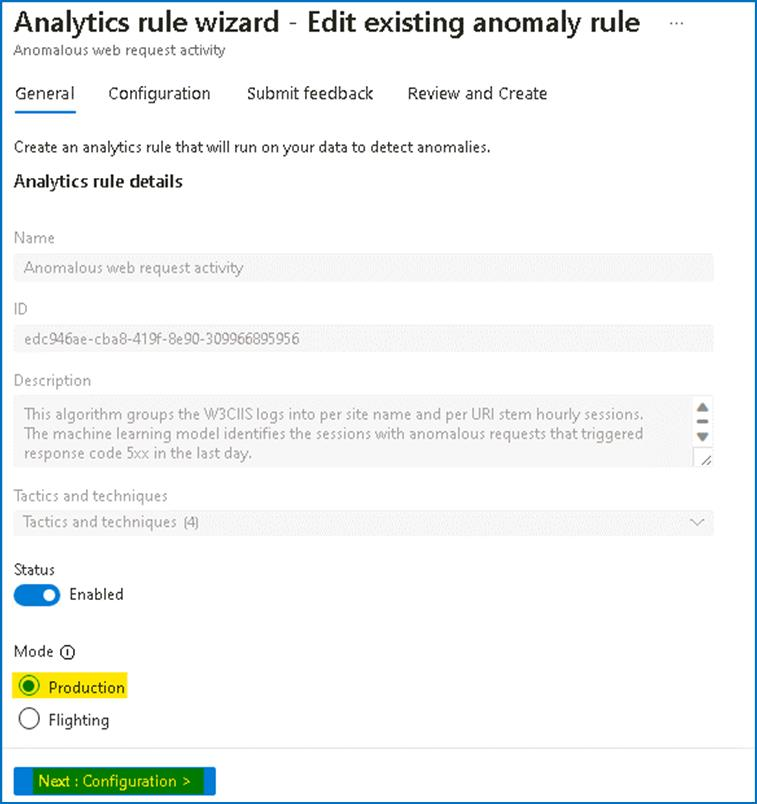 Analytics rule wizard - Edit existing anomaly rule ...
Anomalous web request activity
General Configuration Submit feedback Review and Create
Create an analytics rule that will run on your data to detect anomalies.
Analytics rule details
Name
Anomalous web request activity
ID
edc946ae-cba8-419f-8e90-309966895956
Description
This algorithm groups the W3CIIS logs into per site name and per URI stem hourly sessions.
The machine learning model identifies the sessions with anomalous requests that triggered
response code 5xx in the last day.
Tactics and techniques
Tactics and techniques (4)
Status
Enabled
Mode
Production
Flighting
Next : Configuration >